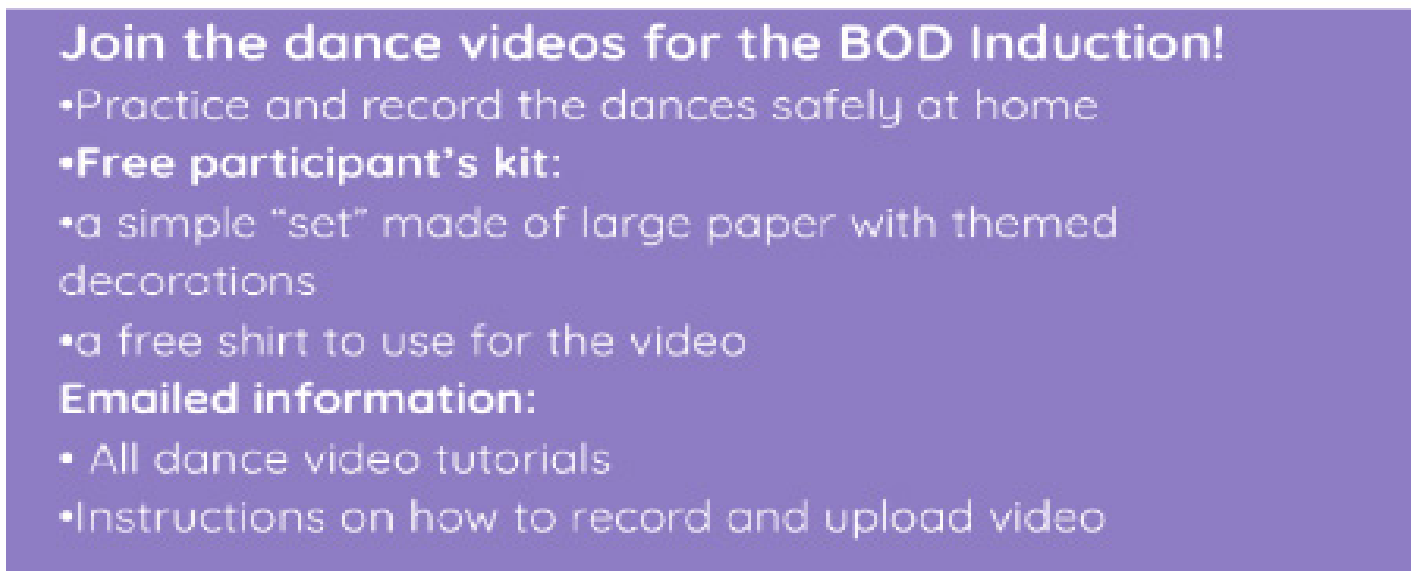 Join the dance videos for the BOD Induction!
•Practice and record the dances safely at home
•Free participant’s kit:
•a simple “set” made of large paper with themed
decorations
•a free shirt to use for the video
Emailed information:
• All dance video tutorials
•Instructions on how to record and upload video